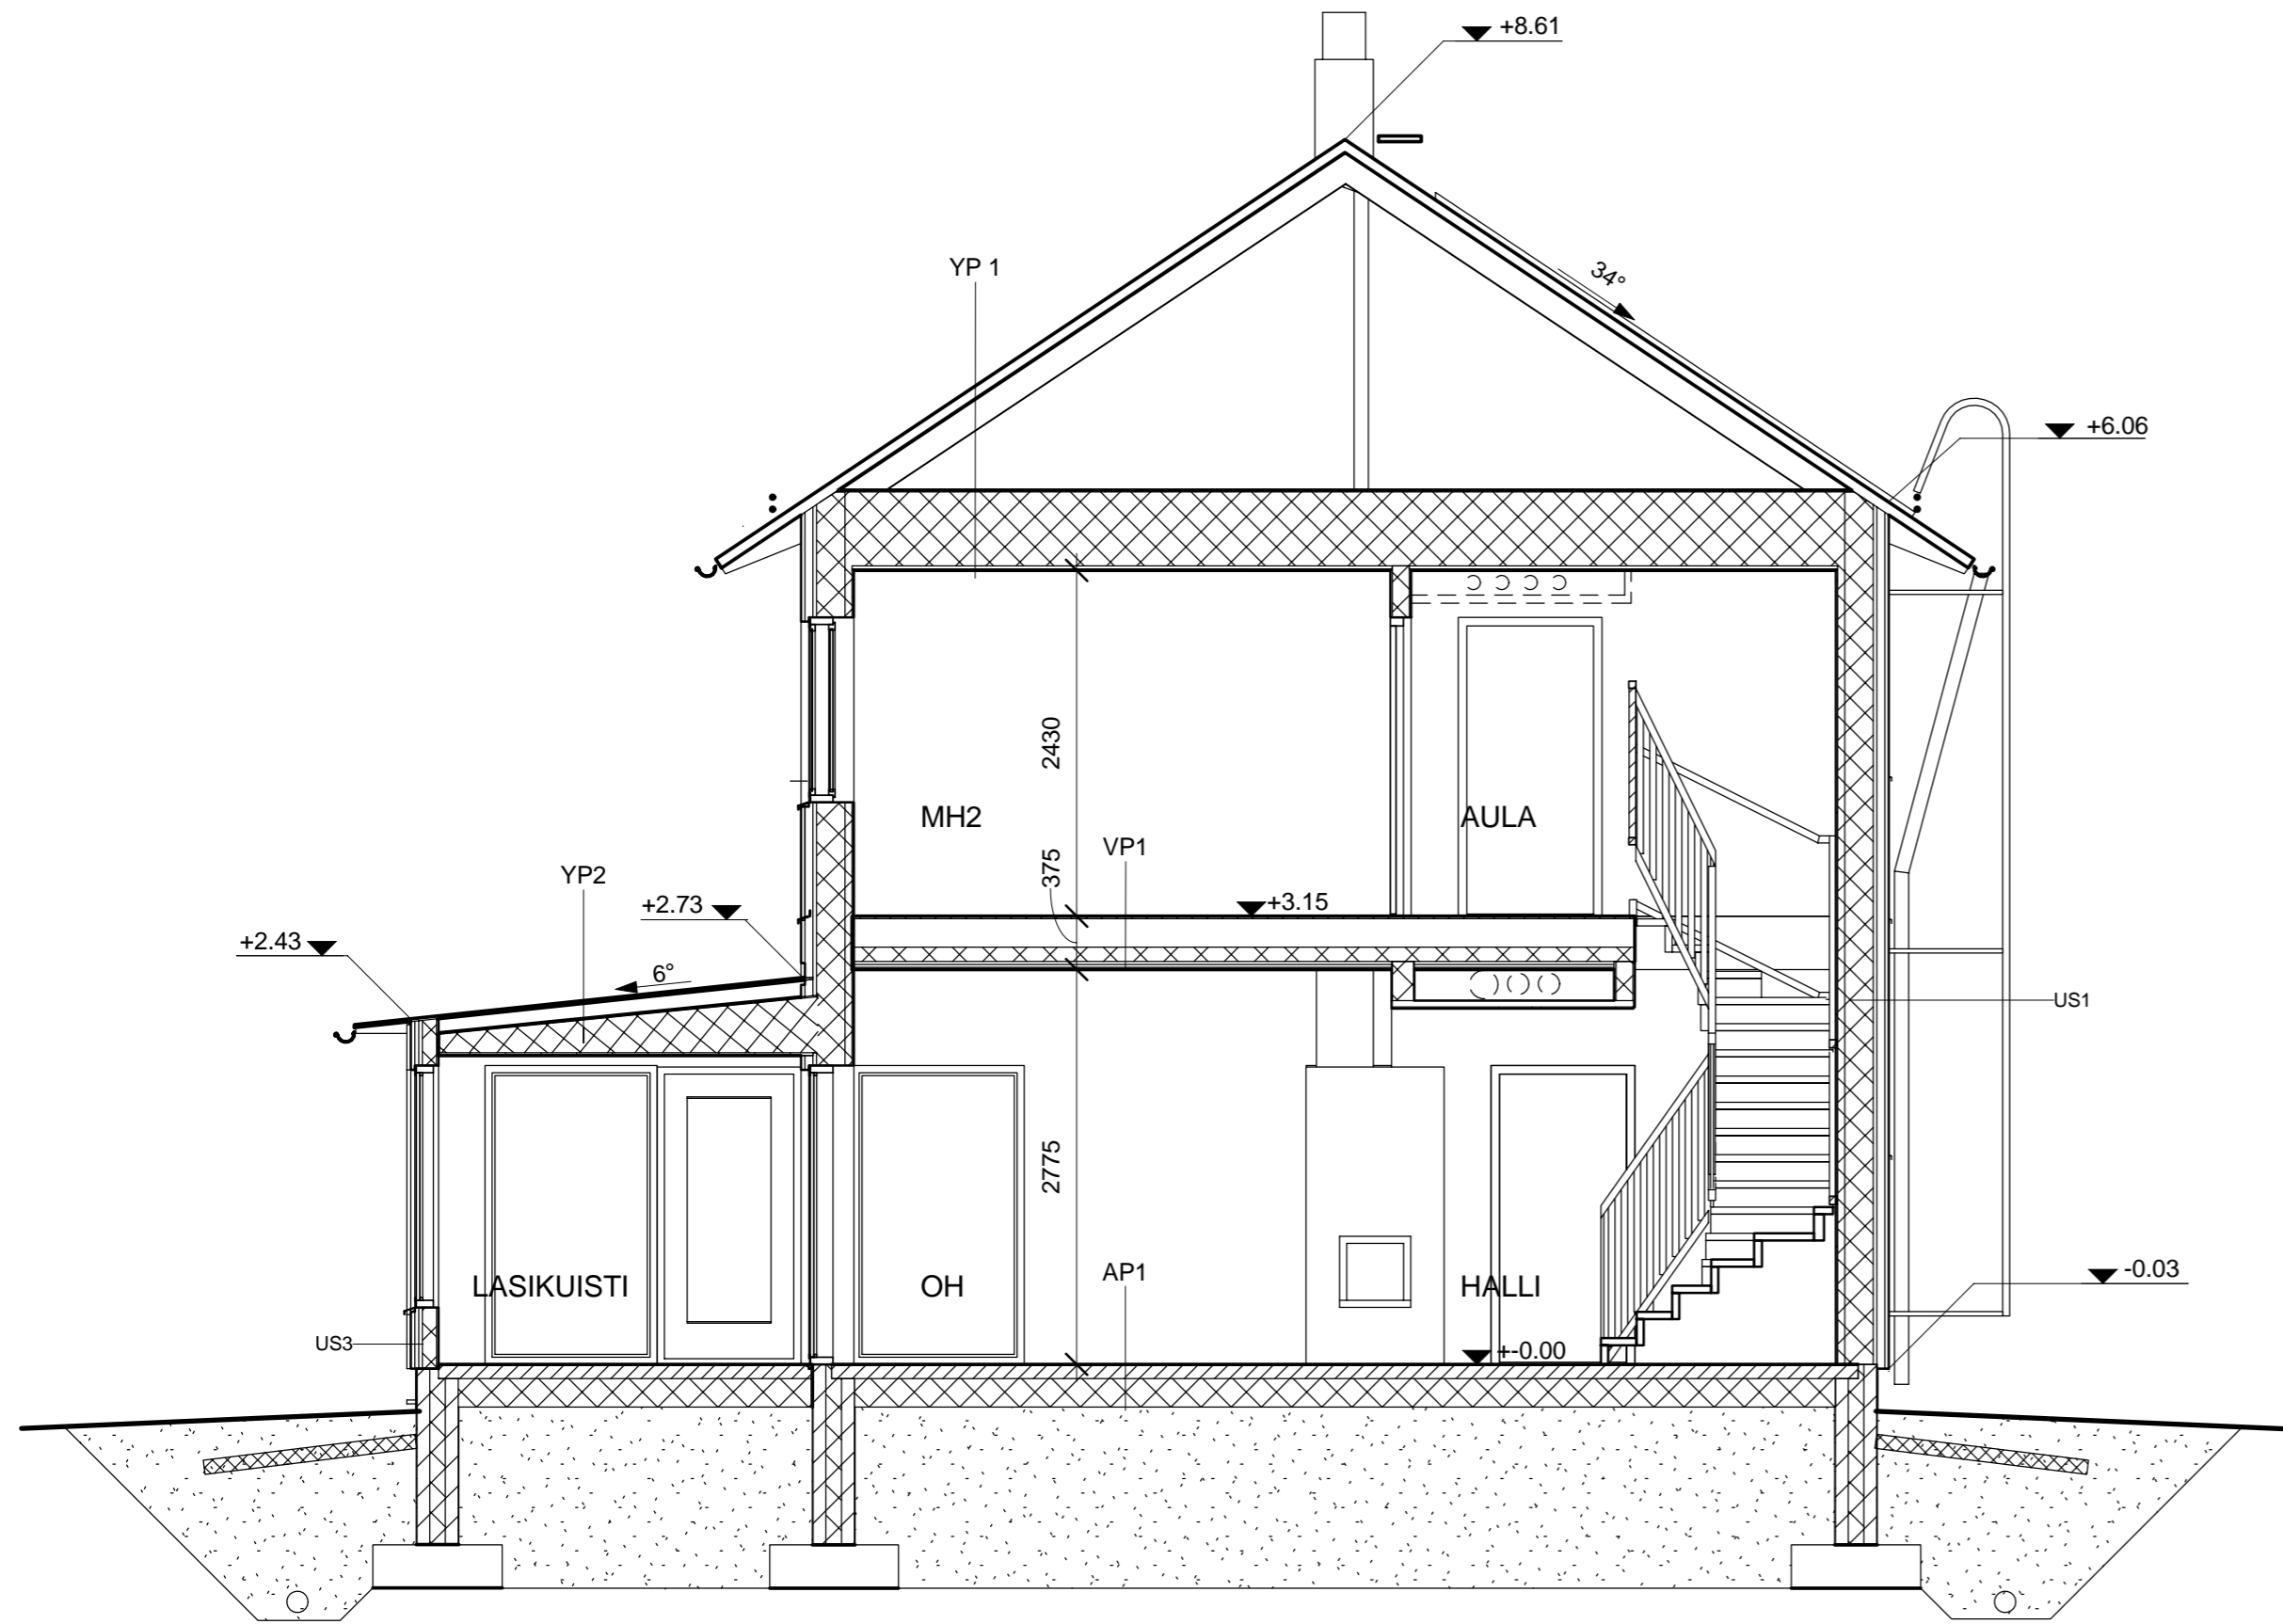 +8.61
YP 1
34°
+6.06
2430
MH2
AULA
375
VP1
YP2
+2.73
+3.15
+2.43
6°
US1
2775
LASIKUISTI
OH
AP1
HALLI
-0.03
US3
+-0.00